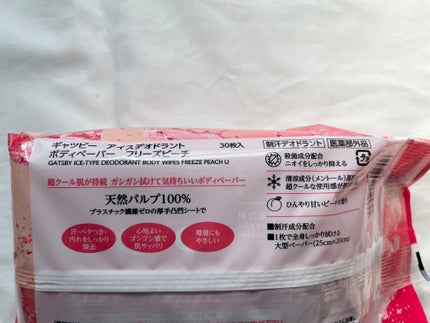 ギャツビー アイスデオドラント
ボディペーパー フリーズピーチ
30枚入
GATSBY ICE-TYPE DEODORANT BODY WIPES FREEZE PEACH U
制汗デオドラント 医薬部外品
超クール肌が持続 ガシガシ拭けて気持ちいいボディペーパー
天然パルプ100%
プラスチック繊維ゼロの厚手凸凹シートで
汗・ベタつき・
汚れをしっかり
除去
心地よい
ゴシゴシ感で
肌サッパリ
環境にも
やさしい
殺菌成分配合
ニオイをしっかり抑える
清涼成分(メントール)
超クールな使用感が
ひんやり甘いピーチの香り
■制汗成分配合
■1枚で全身しっかり拭ける
大型ペーパー(25cm×20cm)